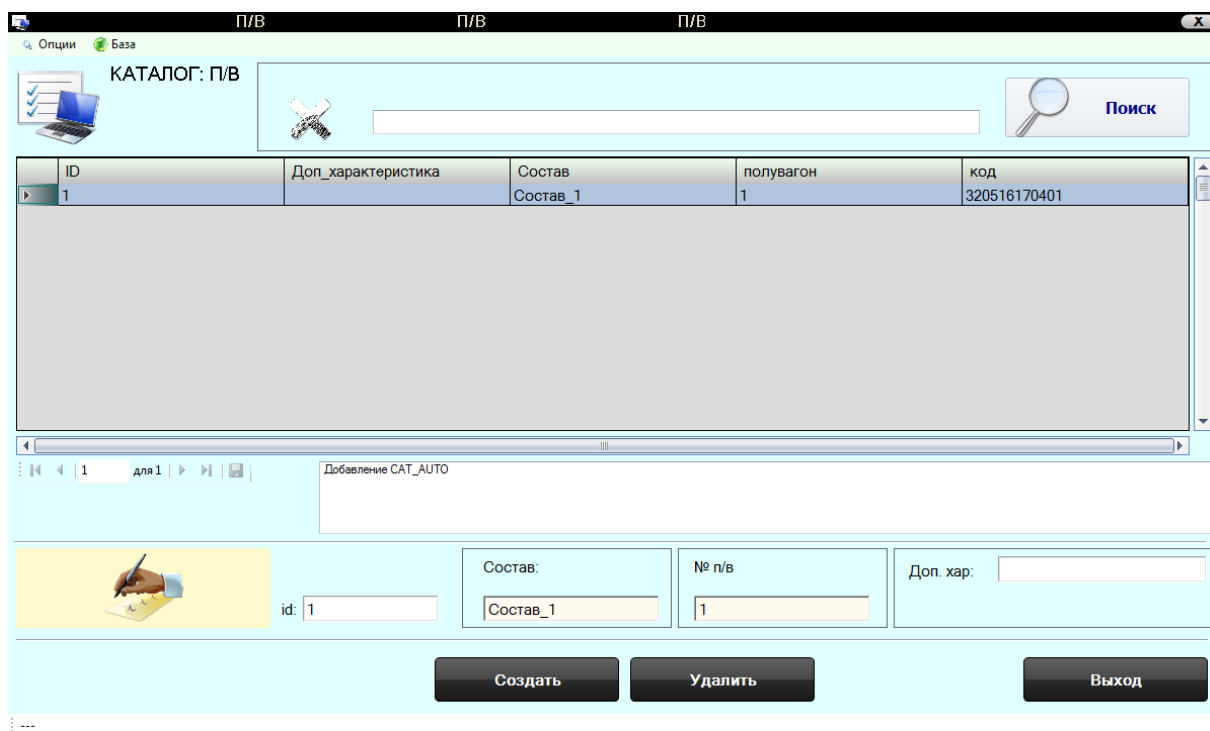 П/В П/В П/В X
Опции База
КАТАЛОГ: П/В
Поиск
ID Доп_характеристика Состав полувагон код
1 Состав_1 1 320516170401
1 для 1
Добавление CAT_AUTO
Состав: № п/в Доп. хар:
id: 1 Состав_1 1
Создать Удалить Выход
---